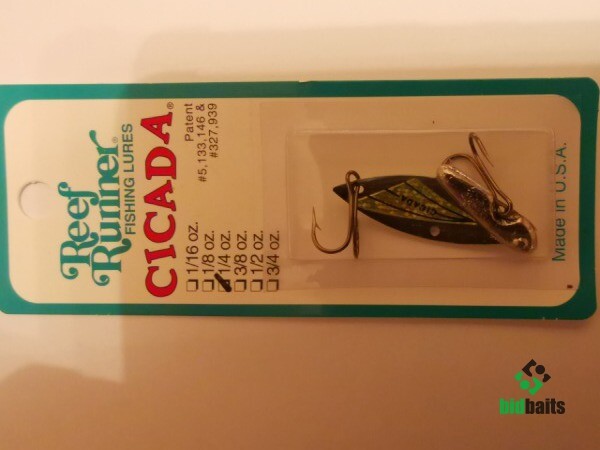 Reef
Runner®
FISHING LURES
CICADA®
Patent
#5,133,146 &
#327,939
1/16 oz.
1/8 oz.
1/4 oz.
3/8 oz.
1/2 oz.
3/4 oz.
CICADA
Made in U.S.A.
bidbaits